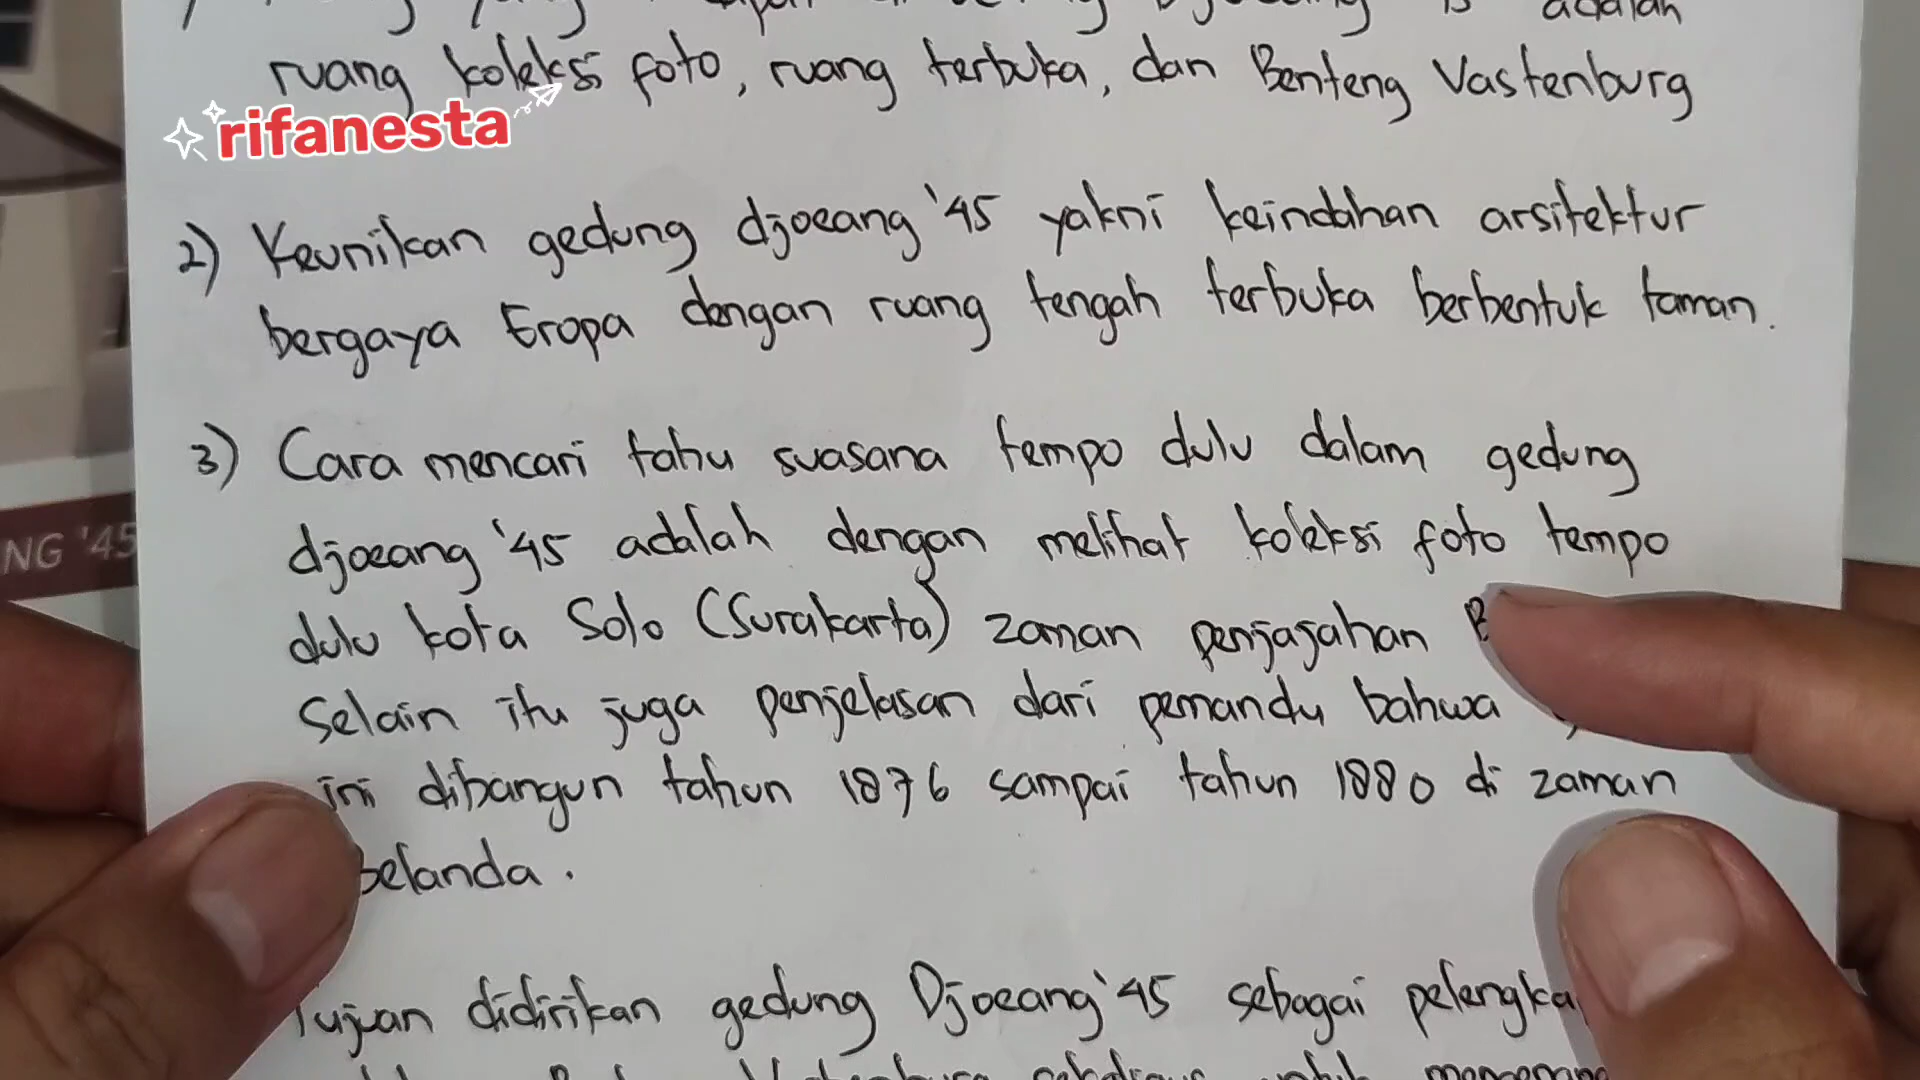 adalah
ruang koleksi foto, ruang terbuka, dan Benteng Vastenburg
rifanesta
2) Keunikan gedung djoeang '45 yakni keindahan arsitektur
bergaya Eropa dengan ruang tengah terbuka berbentuk taman.
3) Cara mencari tahu suasana tempo dulu dalam gedung
djoeang '45 adalah dengan melihat koleksi foto tempo
dulu kota Solo (Surakarta) zaman penjajahan
Selain itu juga penjelasan dari pemandu bahwa
ini dibangun tahun 1876 sampai tahun 1880 di zaman
belanda.
NG '45
Tujuan didirikan gedung Djoeang '45 sebagai